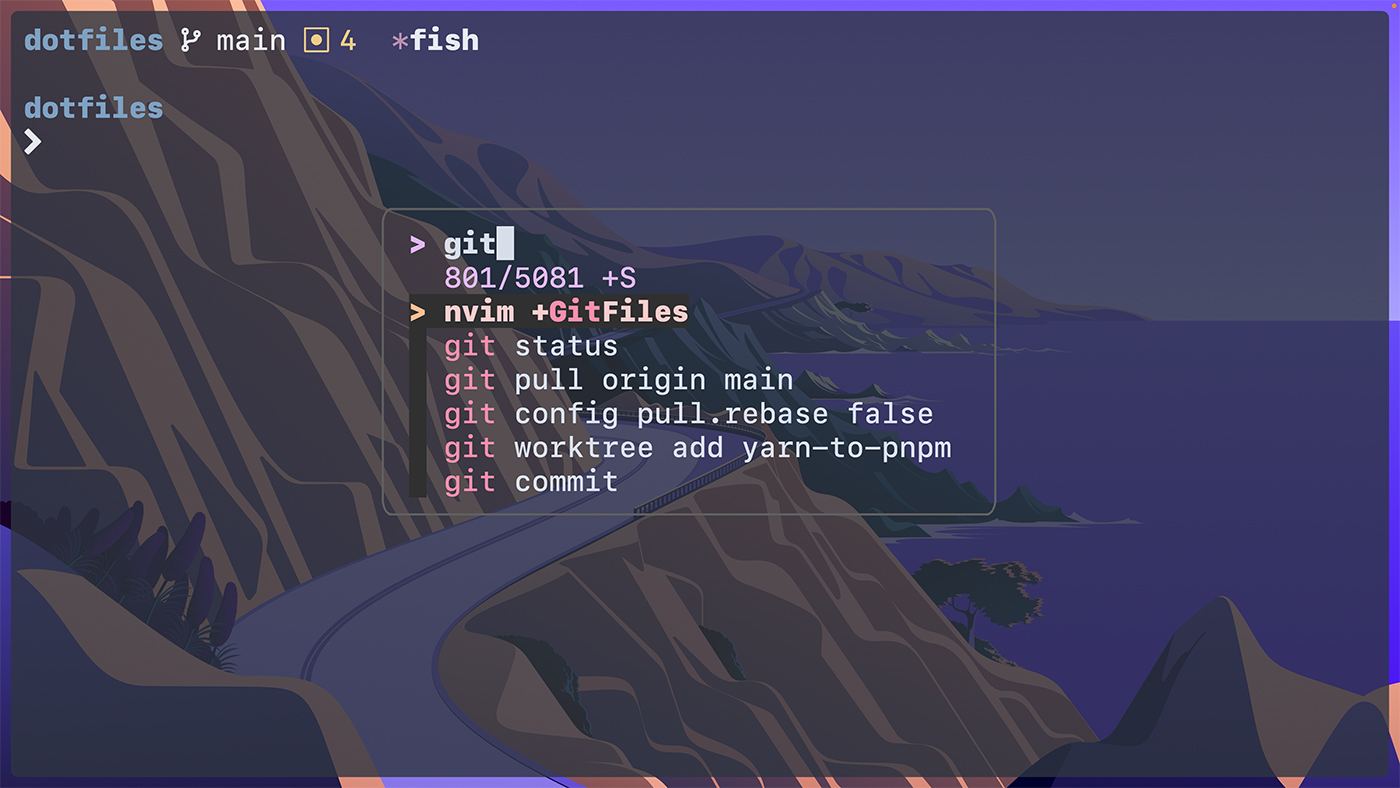 dotfiles main 4 *fish
dotfiles
❯
> git
801/5081 +S
> nvim +GitFiles
git status
git pull origin main
git config pull.rebase false
git worktree add yarn-to-pnpm
git commit